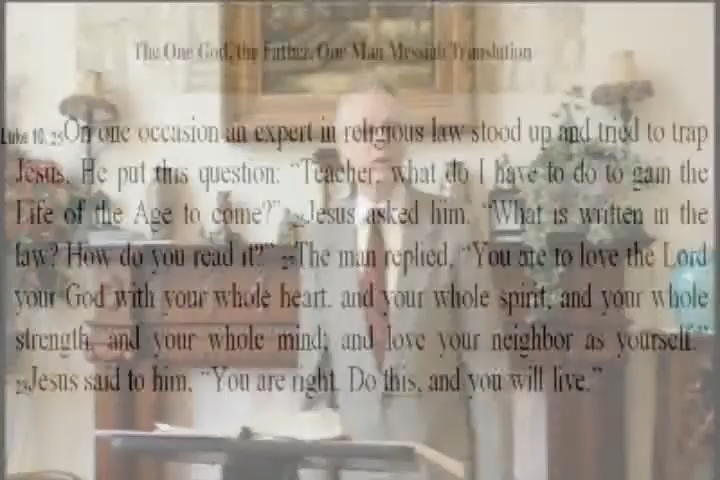 The One God, the Father, One Man Messiah Translation
Luke 10. 25On one occasion an expert in religious law stood up and tried to trap
Jesus. He put this question: “Teacher, what do I have to do to gain the
Life of the Age to come?” Jesus asked him, “What is written in the
law? How do you read it?” The man replied, “You are to love the Lord
your God with your whole heart, and your whole spirit, and your whole
strength, and your whole mind; and love your neighbor as yourself.”
Jesus said to him, “You are right. Do this, and you will live.”